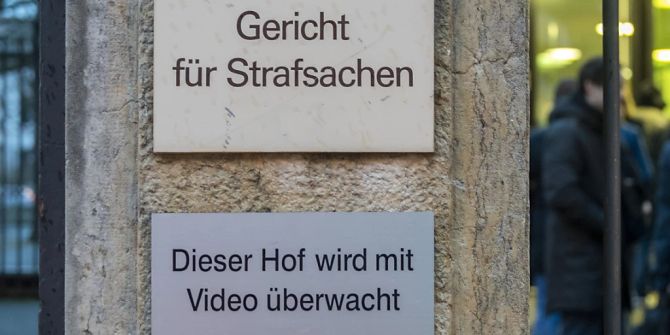 Gericht
für Strafsachen
Dieser Hof wird mit
Video überwacht